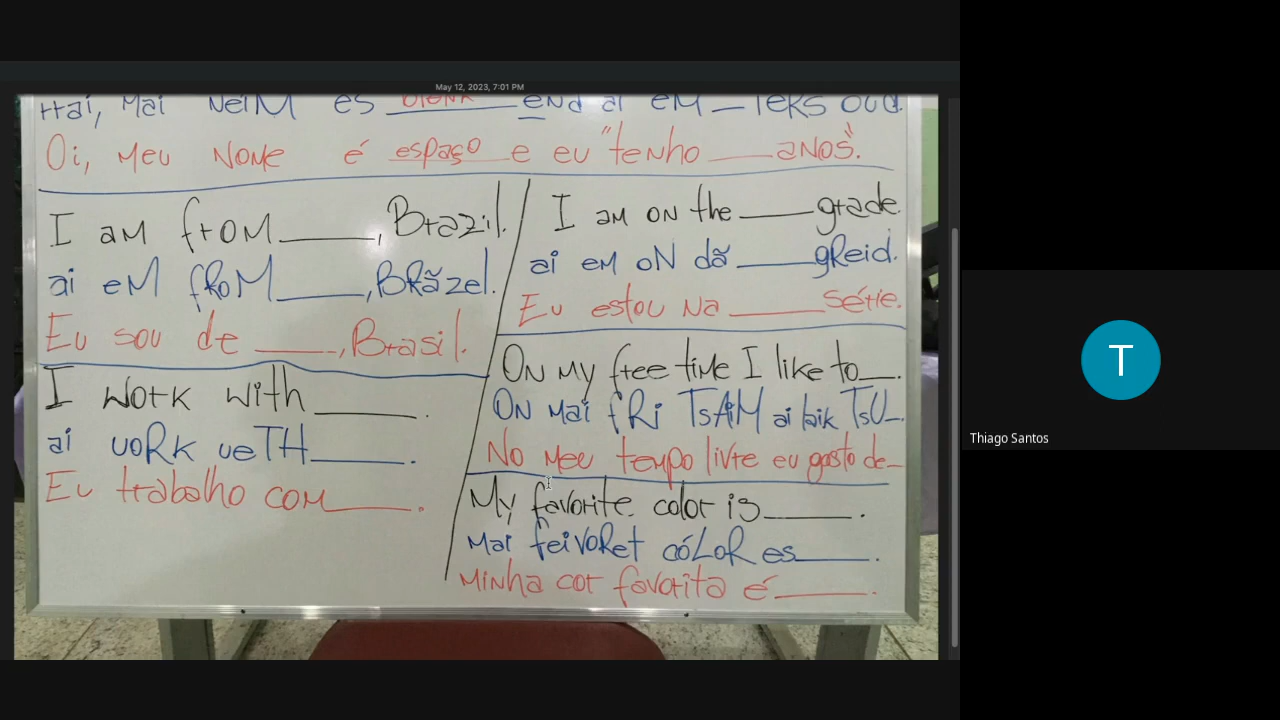 May 12, 2023, 7:01 PM
Hai, Mai NeiM es blenk end ai eM ___ ieRs OUd.
Oi, Meu NoMe é espaço e eu "tenho ___ anos".
I am from ___, Brazil.
ai eM fRoM ___, BRãzel.
Eu sou de ___, Brasil.
I work with ___.
ai uoRK ueTH ___.
Eu trabalho com ___.
I am on the ___ grade.
ai eM oN dã ___ gReid.
Eu estou na ___ série.
On my free time I like to ___.
ON Mai fRi TsAiM ai laik TsU ___.
No meu tempo livre eu gosto de ___
My favorite color is ___.
Mai feivoRet cóLoR es ___.
Minha cor favorita é ___.
Thiago Santos
T